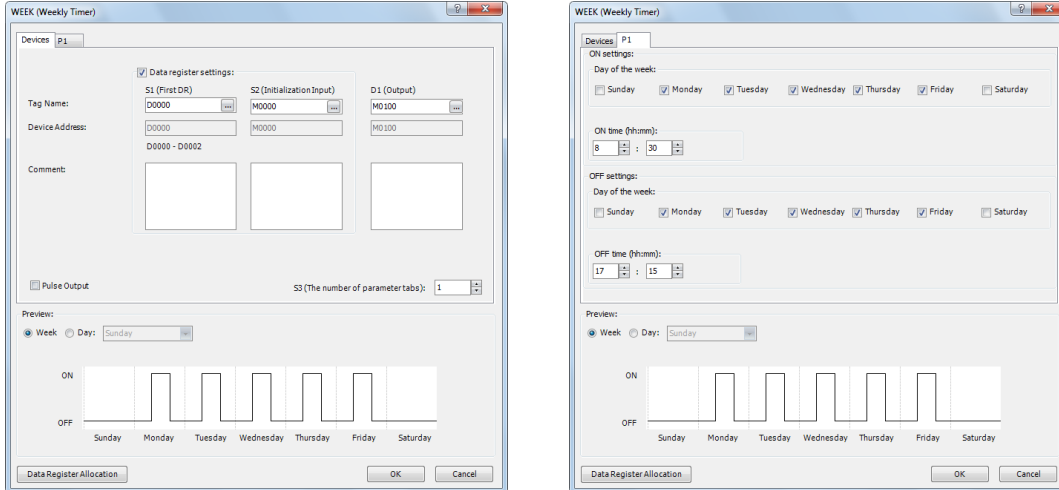 WEEK (Weekly Timer)
Devices P1
Data register settings:
S1 (First DR) S2 (Initialization Input) D1 (Output)
Tag Name: D0000 ... M0000 ... M0100 ...
Device Address: D0000 M0000 M0100
D0000 - D0002
Comment:
Pulse Output S3 (The number of parameter tabs): 1
Preview:
Week Day: Sunday
ON
OFF
Sunday Monday Tuesday Wednesday Thursday Friday Saturday
Data Register Allocation OK Cancel
WEEK (Weekly Timer)
Devices P1
ON settings:
Day of the week:
Sunday Monday Tuesday Wednesday Thursday Friday Saturday
ON time (hh:mm):
8 : 30
OFF settings:
Day of the week:
Sunday Monday Tuesday Wednesday Thursday Friday Saturday
OFF time (hh:mm):
17 : 15
Preview:
Week Day: Sunday
ON
OFF
Sunday Monday Tuesday Wednesday Thursday Friday Saturday
Data Register Allocation OK Cancel